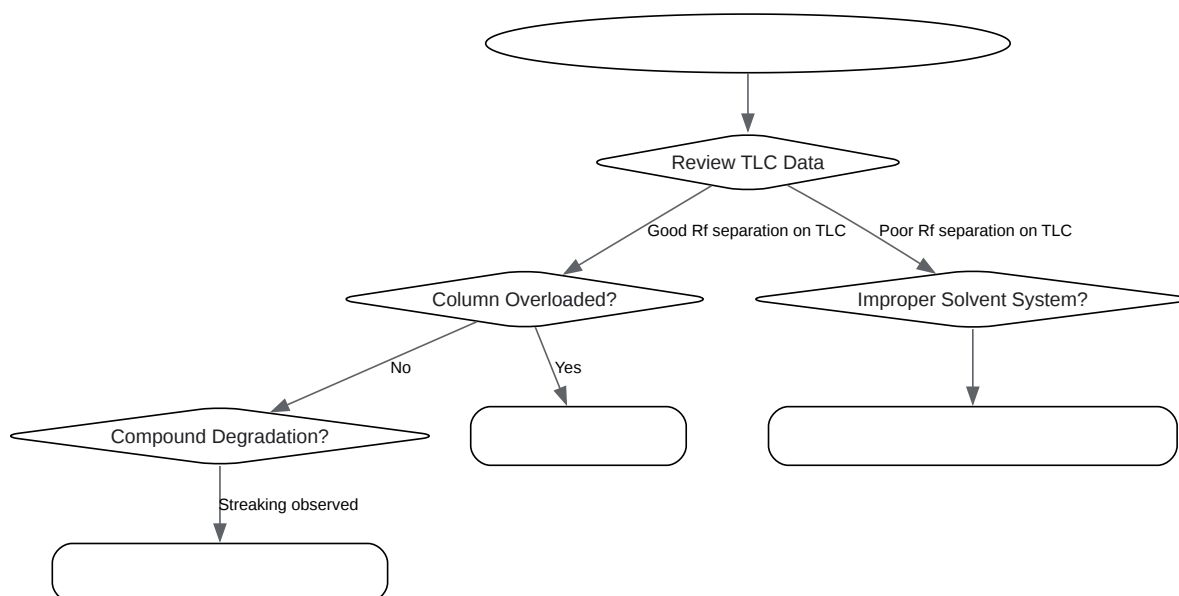 Review TLC Data
Good Rf separation on TLC
Poor Rf separation on TLC
Column Overloaded?
Improper Solvent System?
No
Yes
Compound Degradation?
Streaking observed